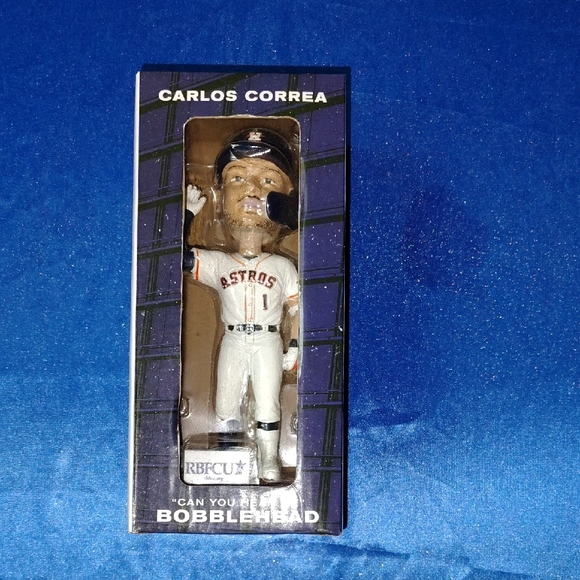 CARLOS CORREA
ASTROS
1
RBFCU
"CAN YOU
BOBBLEHEAD